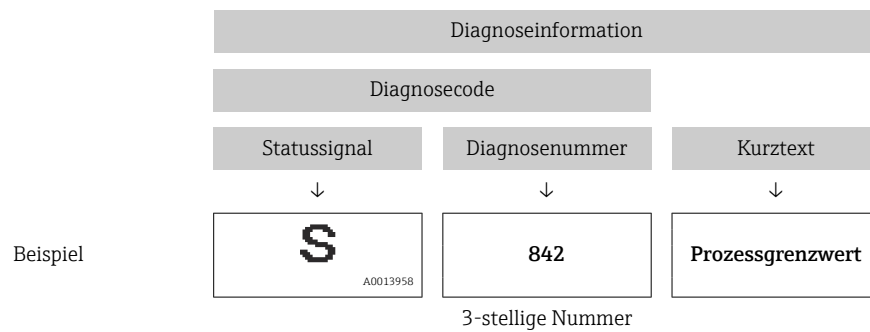 Diagnoseinformation
Diagnosecode
Statussignal Diagnosenummer Kurztext
↓ ↓ ↓
Beispiel S 842 Prozessgrenzwert
A0013958
3-stellige Nummer